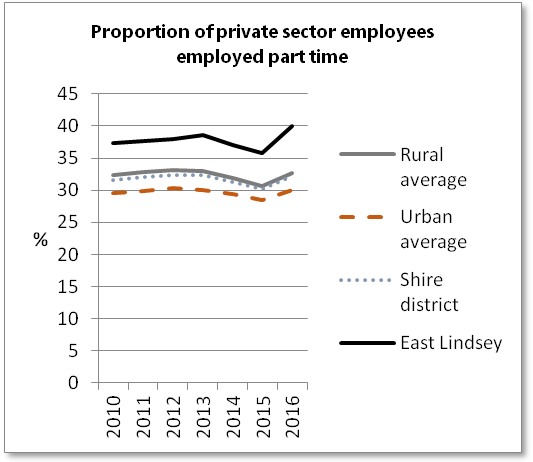 Proportion of private sector employees
employed part time
45
40
35
30
25
20
15
10
5
0
%
2010
2011
2012
2013
2014
2015
2016
Rural
average
Urban
average
Shire
district
East Lindsey